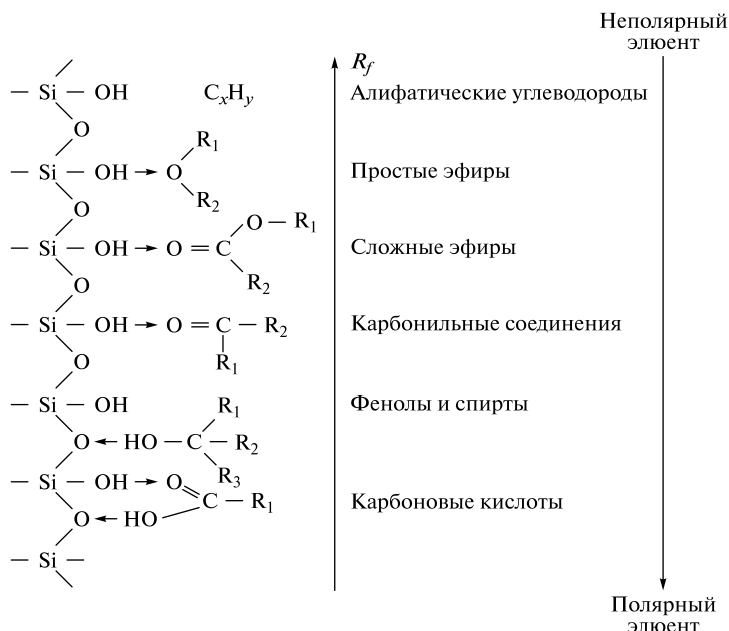 Неполярный
элюент
R_f
— Si — OH C_xH_y Алифатические углеводороды
O
R_1
— Si — OH → O Простые эфиры
R_2
O
O — R_1
— Si — OH → O = C Сложные эфиры
R_2
O
— Si — OH → O = C — R_2 Карбонильные соединения
R_1
O
— Si — OH R_1 Фенолы и спирты
O ← HO — C — R_2
R_3
— Si — OH → O
C — R_1 Карбоновые кислоты
O ← HO
— Si —
Полярный
элюент